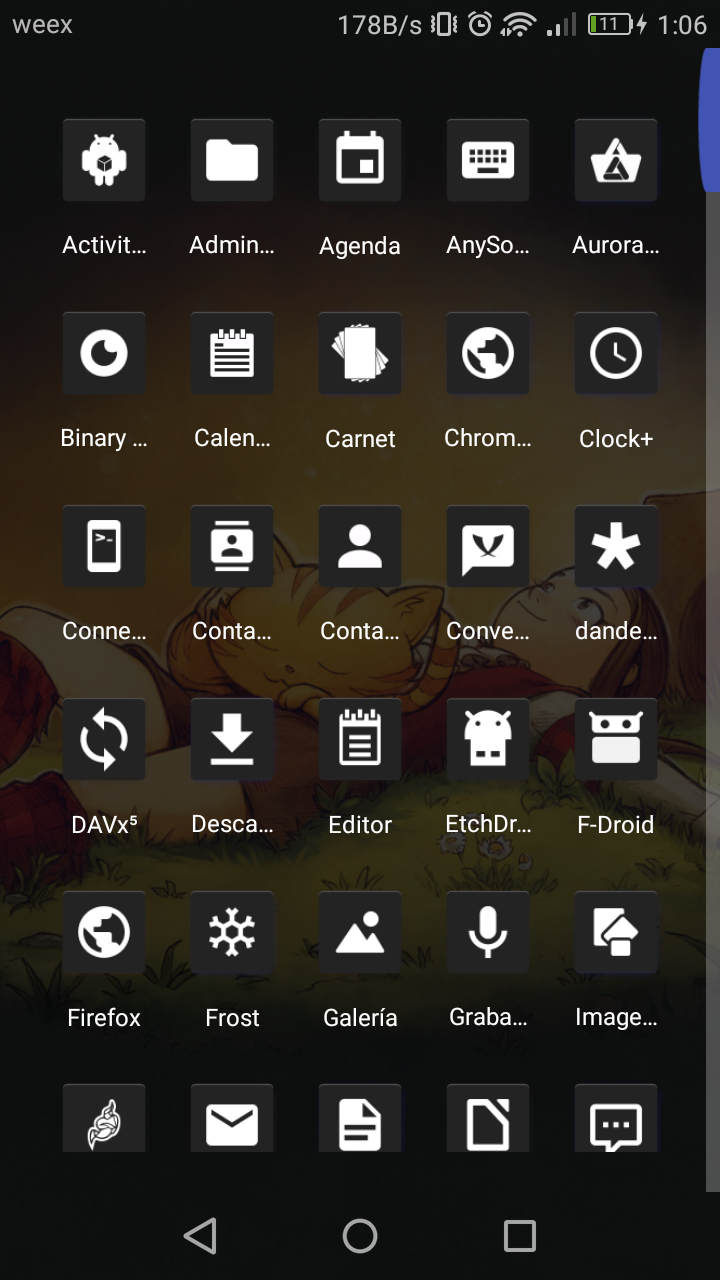 weex 178B/s 11 1:06
Activit... Admin... Agenda AnySo... Aurora...
Binary ... Calen... Carnet Chrom... Clock+
Conne... Conta... Conta... Conve... dande...
DAVx⁵ Desca... Editor EtchDr... F-Droid
Firefox Frost Galería Graba... Image...